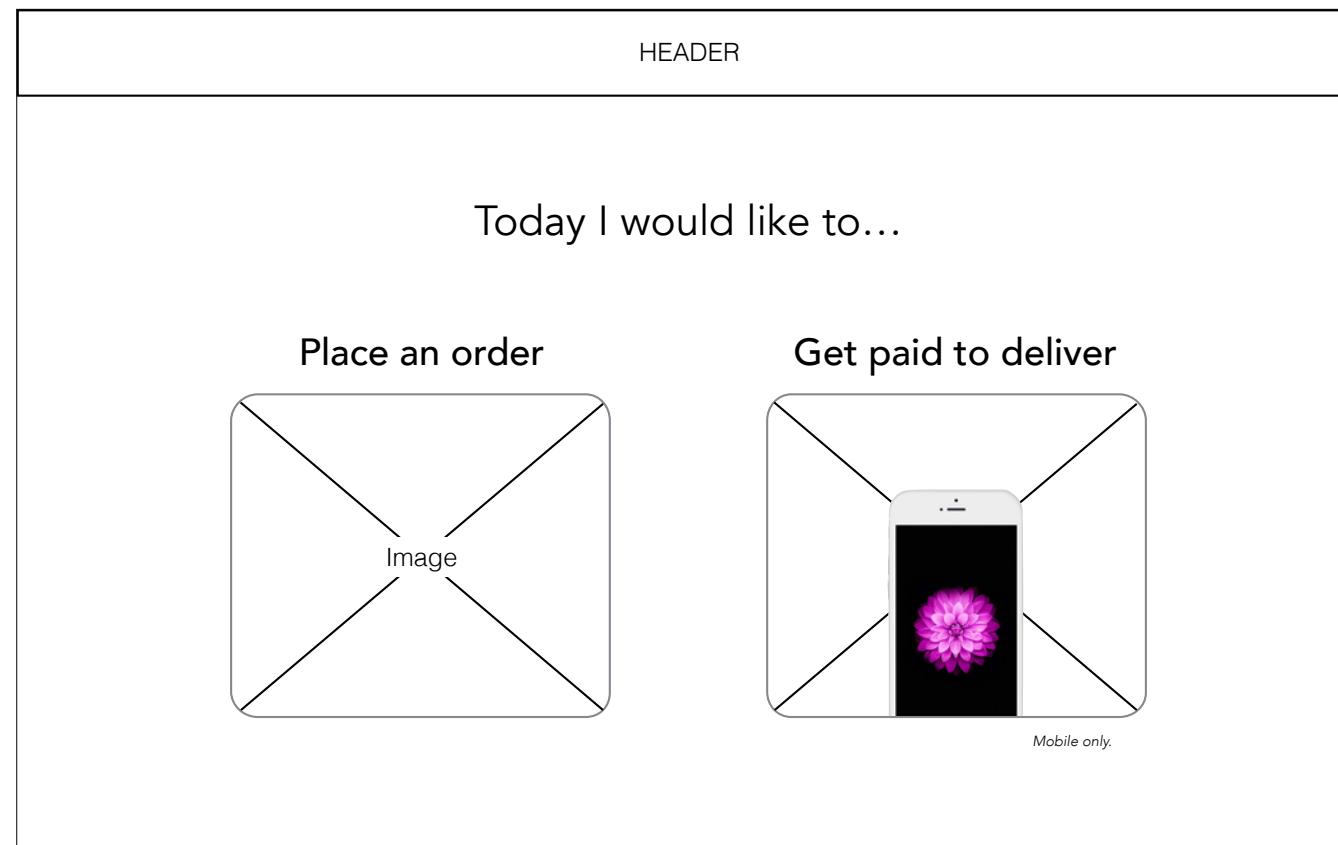 HEADER
Today I would like to…
Place an order
Get paid to deliver
Image
Mobile only.